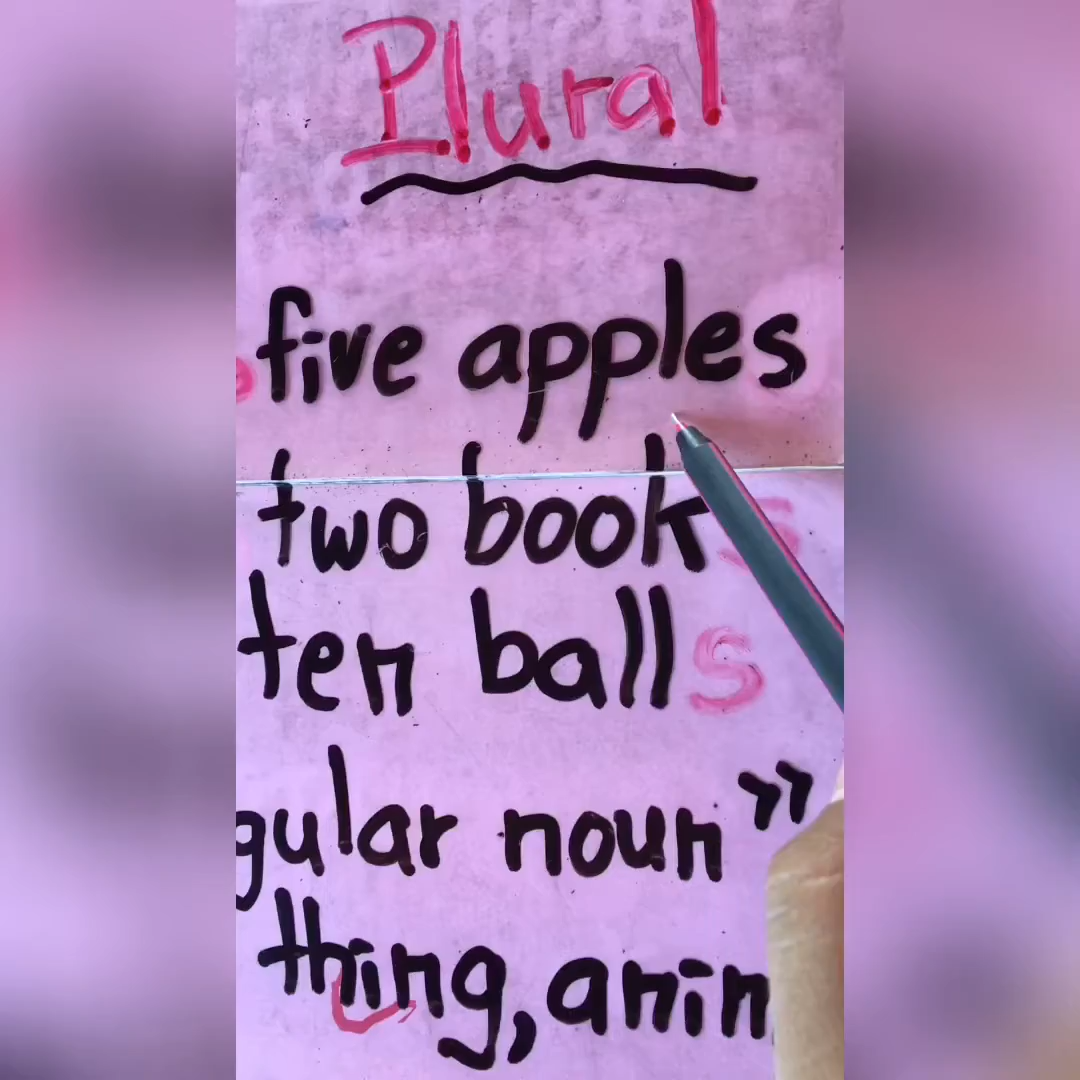 Plural
five apples
two books
ten balls
gular noun”
thing, anim